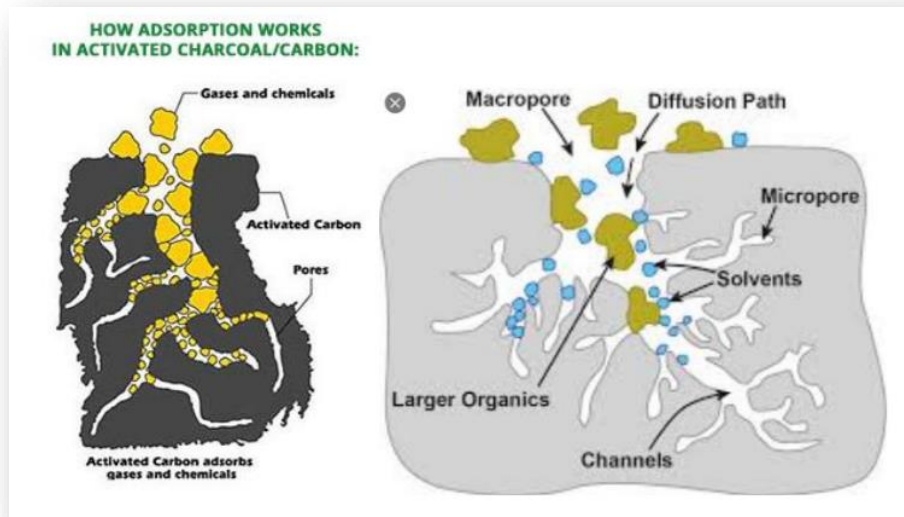 HOW ADSORPTION WORKS
IN ACTIVATED CHARCOAL/CARBON:
Gases and chemicals
Activated Carbon
Pores
Activated Carbon adsorbs
gases and chemicals
Macropore
Diffusion Path
Micropore
Solvents
Larger Organics
Channels